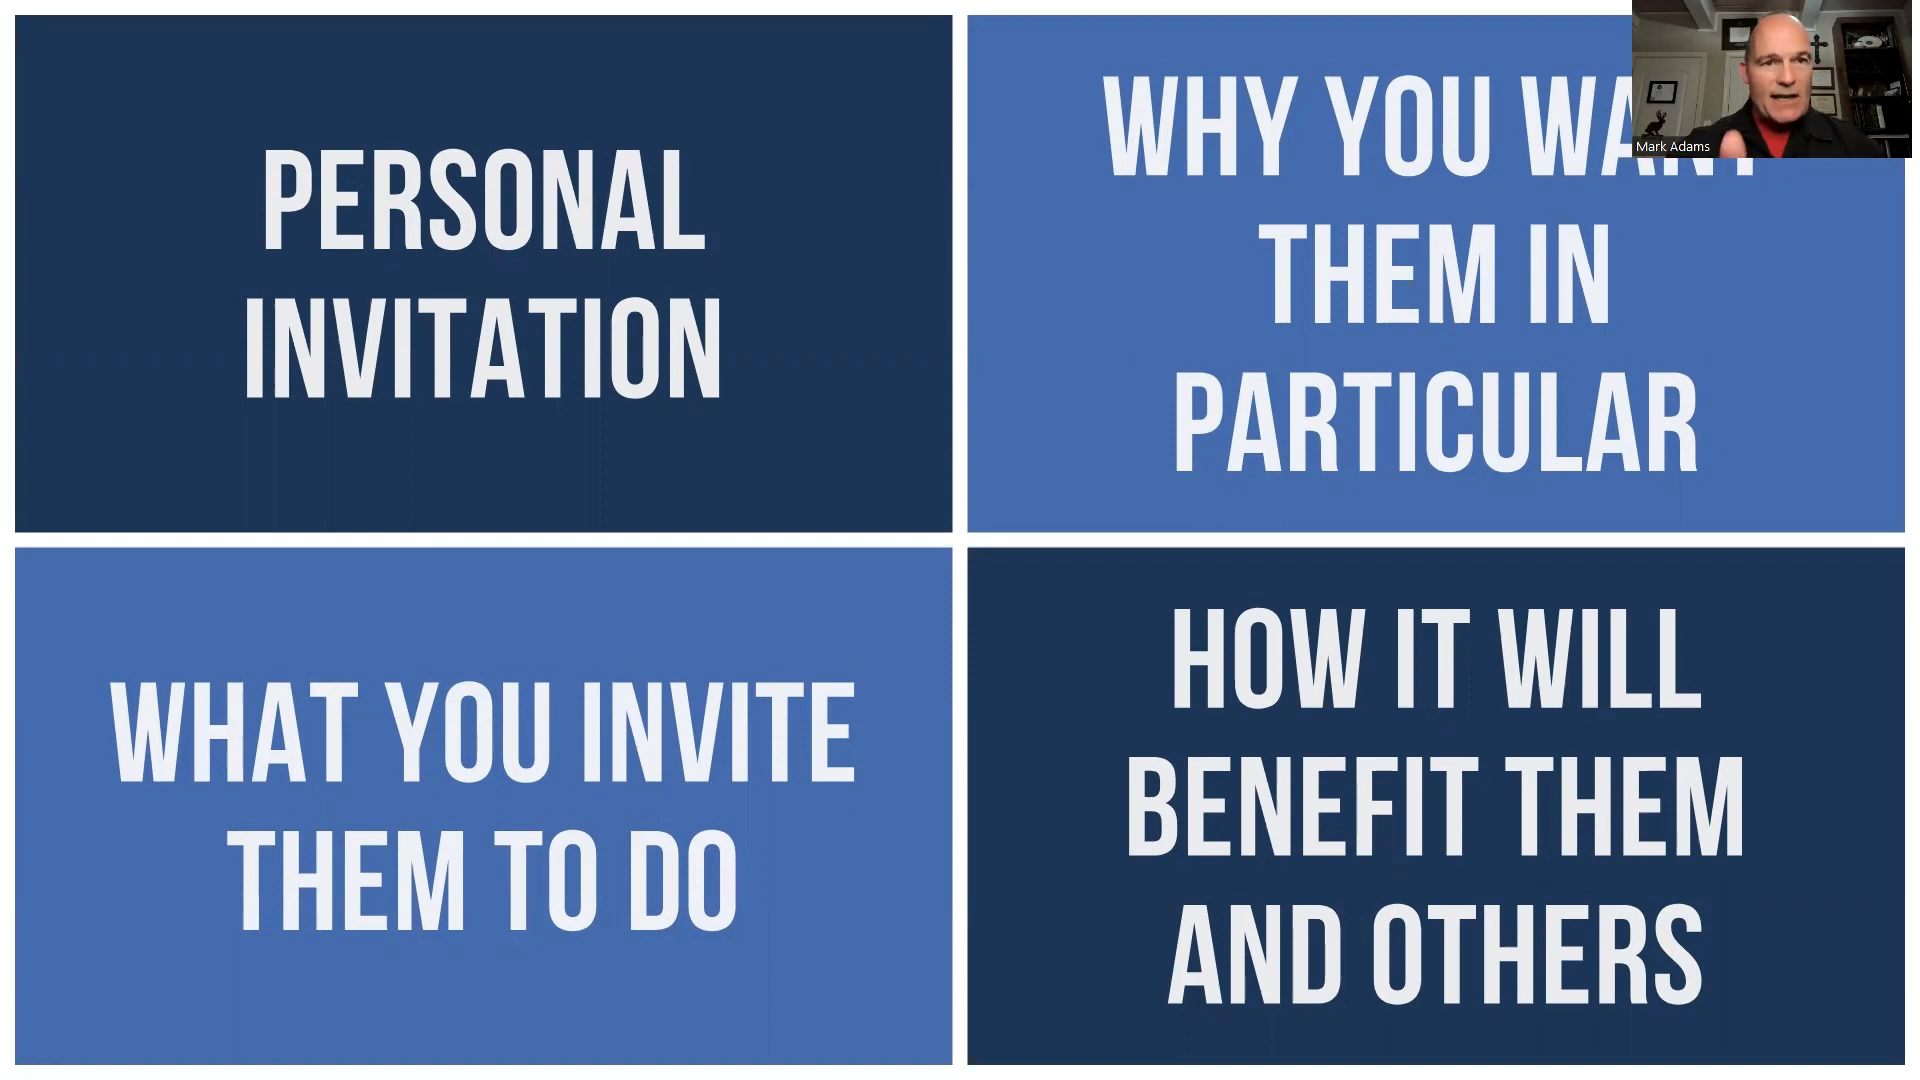 PERSONAL
INVITATION
WHY YOU WANT
THEM IN
PARTICULAR
Mark Adams
WHAT YOU INVITE
THEM TO DO
HOW IT WILL
BENEFIT THEM
AND OTHERS